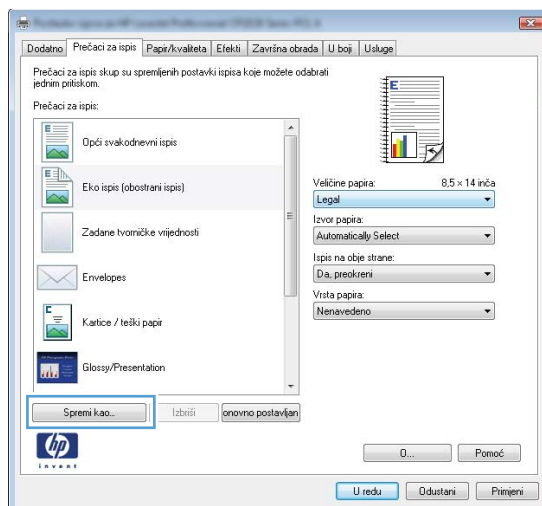 Dodatno Prečaci za ispis Papir/kvaliteta Efekti Završna obrada U boji Usluge
Prečaci za ispis skup su spremljenih postavki ispisa koje možete odabrati
jednim pritiskom.
Prečaci za ispis:
Opći svakodnevni ispis
Eko ispis (obostrani ispis)
Zadane tvorničke vrijednosti
Envelopes
Kartice / teški papir
Glossy/Presentation
Spremi kao... Izbriši onovno postavljan
E
Veličine papira: 8,5 × 14 inča
Legal
Izvor papira:
Automatically Select
Ispis na obje strane:
Da, preokreni
Vrsta papira:
Nenavedeno
hp
invent
O... Pomoć
U redu Odustani Primjeni